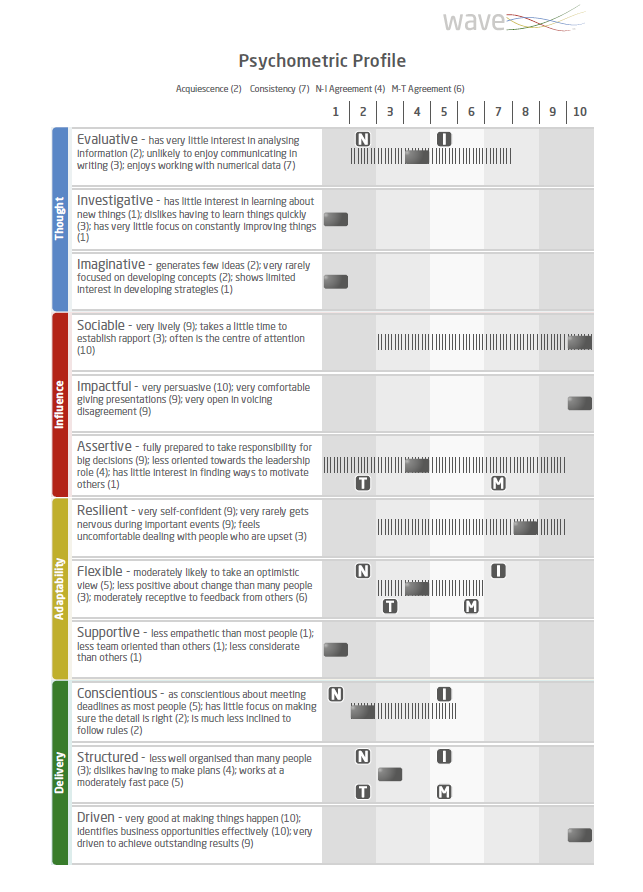 wave
Psychometric Profile
Acquiescence (2) Consistency (7) N-I Agreement (4) M-T Agreement (6)
1 2 3 4 5 6 7 8 9 10
Thought
Evaluative - has very little interest in analysing
information (2); unlikely to enjoy communicating in
writing (3); enjoys working with numerical data (7)
N I
Investigative - has little interest in learning about
new things (1); dislikes having to learn things quickly
(3); has very little focus on constantly improving things
(1)
Imaginative - generates few ideas (2); very rarely
focused on developing concepts (2); shows limited
interest in developing strategies (1)
Influence
Sociable - very lively (9); takes a little time to
establish rapport (3); often is the centre of attention
(10)
Impactful - very persuasive (10); very comfortable
giving presentations (9); very open in voicing
disagreement (9)
Assertive - fully prepared to take responsibility for
big decisions (9); less oriented towards the leadership
role (4); has little interest in finding ways to motivate
others (1)
T M
Adaptability
Resilient - very self-confident (9); very rarely gets
nervous during important events (9); feels
uncomfortable dealing with people who are upset (3)
Flexible - moderately likely to take an optimistic
view (5); less positive about change than many people
(3); moderately receptive to feedback from others (6)
N I
T M
Supportive - less empathetic than most people (1);
less team oriented than others (1); less considerate
than others (1)
Delivery
Conscientious - as conscientious about meeting
deadlines as most people (5); has little focus on making
sure the detail is right (2); is much less inclined to
follow rules (2)
N I
Structured - less well organised than many people
(3); dislikes having to make plans (4); works at a
moderately fast pace (5)
N I
T M
Driven - very good at making things happen (10);
identifies business opportunities effectively (10); very
driven to achieve outstanding results (9)